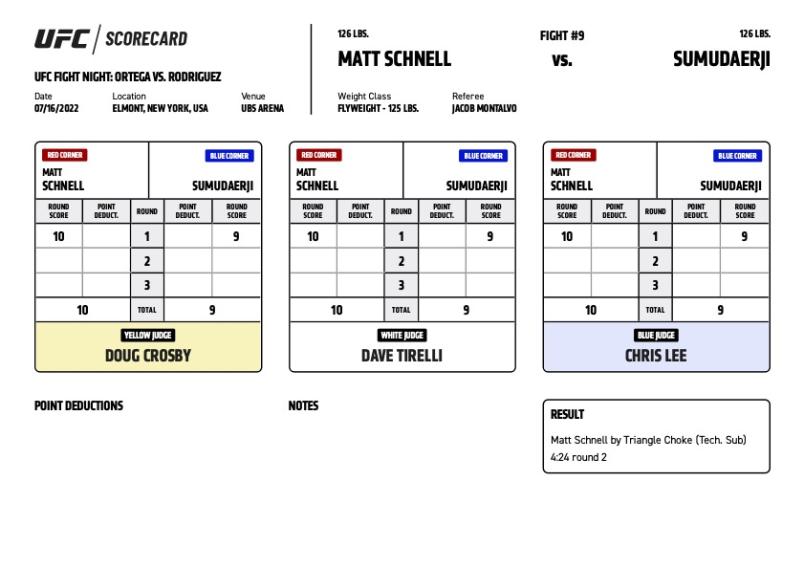 UFC / SCORECARD
UFC FIGHT NIGHT: ORTEGA VS. RODRIGUEZ
Date Location Venue
07/16/2022 ELMONT, NEW YORK, USA UBS ARENA
126 LBS. FIGHT #9 126 LBS.
MATT SCHNELL VS. SUMUDAERJI
Weight Class Referee
FLYWEIGHT - 125 LBS. JACOB MONTALVO
RED CORNER BLUE CORNER
MATT
SCHNELL SUMUDAERJI
ROUND SCORE POINT DEDUCT. ROUND POINT DEDUCT. ROUND SCORE
10 1 9
2
3
10 TOTAL 9
YELLOW JUDGE
DOUG CROSBY
RED CORNER BLUE CORNER
MATT
SCHNELL SUMUDAERJI
ROUND SCORE POINT DEDUCT. ROUND POINT DEDUCT. ROUND SCORE
10 1 9
2
3
10 TOTAL 9
WHITE JUDGE
DAVE TIRELLI
RED CORNER BLUE CORNER
MATT
SCHNELL SUMUDAERJI
ROUND SCORE POINT DEDUCT. ROUND POINT DEDUCT. ROUND SCORE
10 1 9
2
3
10 TOTAL 9
BLUE JUDGE
CHRIS LEE
POINT DEDUCTIONS
NOTES
RESULT
Matt Schnell by Triangle Choke (Tech. Sub)
4:24 round 2